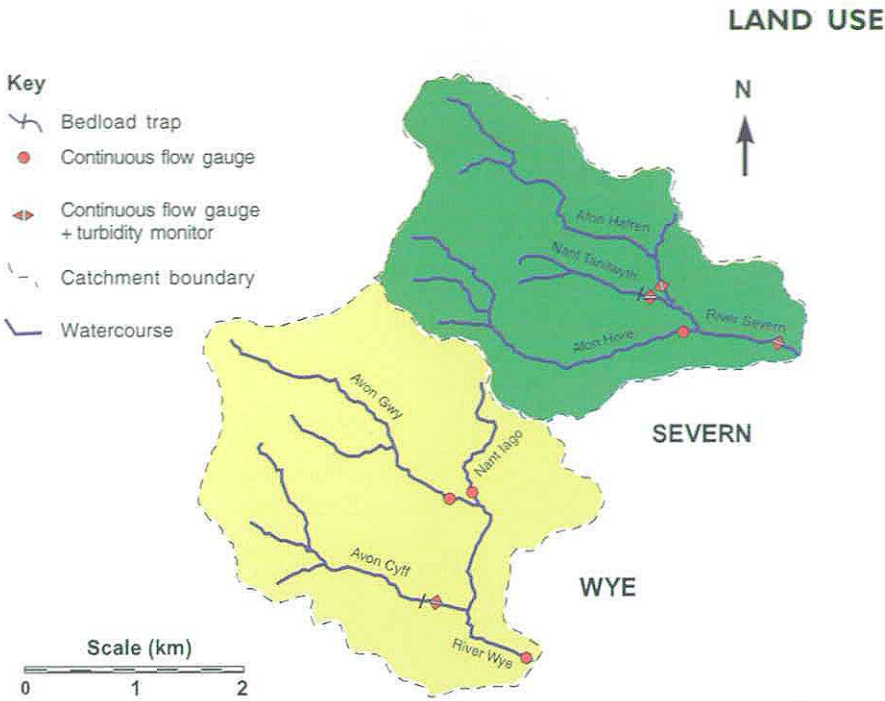 LAND USE
Key
Bedload trap
Continuous flow gauge
Continuous flow gauge
+ turbidity monitor
Catchment boundary
Watercourse
N
Afon Hafren
Nant Tanllwyth
River Severn
Afon Hore
SEVERN
Avon Gwy
Nant Iago
Avon Cyff
WYE
River Wye
Scale (km)
0 1 2